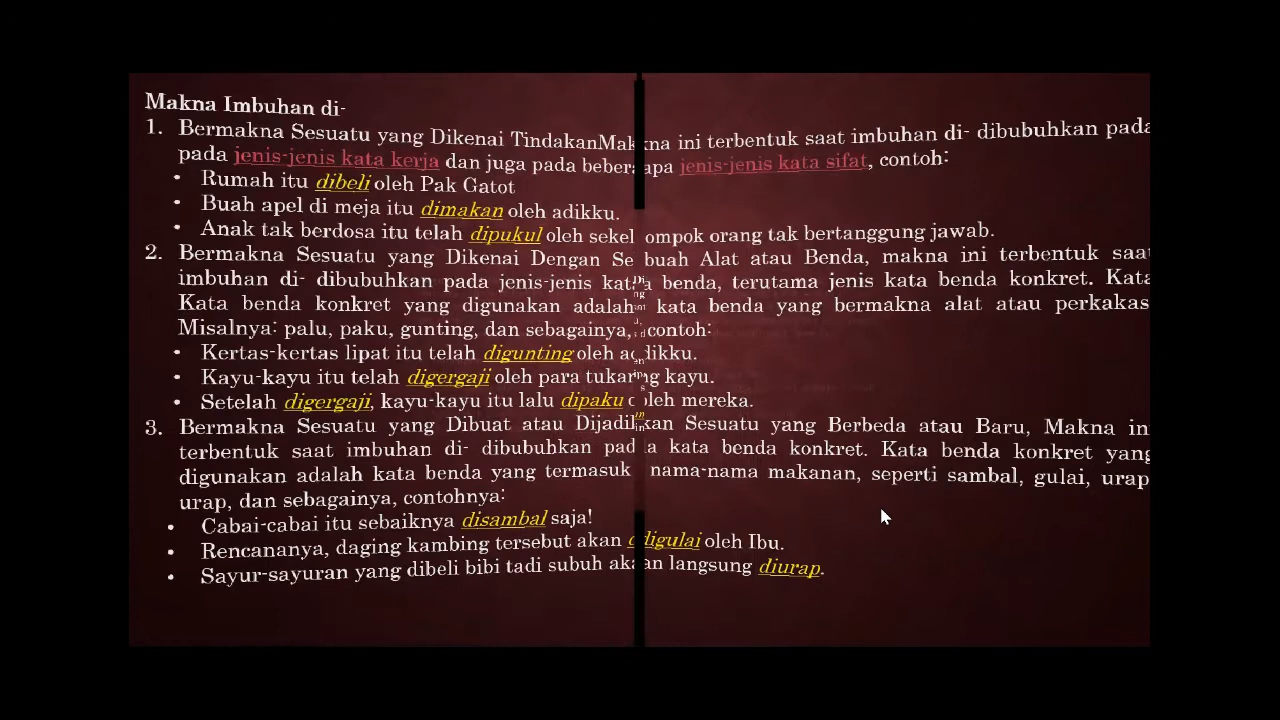 Makna Imbuhan di-
1. Bermakna Sesuatu yang Dikenai TindakanMakna ini terbentuk saat imbuhan di- dibubuhkan pada
pada jenis-jenis kata kerja dan juga pada beberapa jenis-jenis kata sifat, contoh:
• Rumah itu dibeli oleh Pak Gatot
• Buah apel di meja itu dimakan oleh adikku.
• Anak tak berdosa itu telah dipukul oleh sekelompok orang tak bertanggung jawab.
2. Bermakna Sesuatu yang Dikenai Dengan Sebuah Alat atau Benda, makna ini terbentuk saat
imbuhan di- dibubuhkan pada jenis-jenis kata benda, terutama jenis kata benda konkret. Kata
Kata benda konkret yang digunakan adalah kata benda yang bermakna alat atau perkakas
Misalnya: palu, paku, gunting, dan sebagainya, contoh:
• Kertas-kertas lipat itu telah digunting oleh adikku.
• Kayu-kayu itu telah digergaji oleh para tukang kayu.
• Setelah digergaji, kayu-kayu itu lalu dipaku oleh mereka.
3. Bermakna Sesuatu yang Dibuat atau Dijadikan Sesuatu yang Berbeda atau Baru, Makna in
terbentuk saat imbuhan di- dibubuhkan pada kata benda konkret. Kata benda konkret yang
digunakan adalah kata benda yang termasuk nama-nama makanan, seperti sambal, gulai, urap
urap, dan sebagainya, contohnya:
• Cabai-cabai itu sebaiknya disambal saja!
• Rencananya, daging kambing tersebut akan digulai oleh Ibu.
• Sayur-sayuran yang dibeli bibi tadi subuh akan langsung diurap.